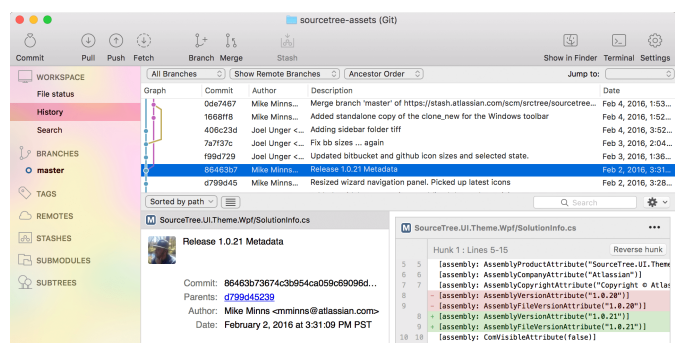 sourcetree-assets (Git)
Commit Pull Push Fetch Branch Merge Stash Show in Finder Terminal Settings
WORKSPACE
File status
History
Search
BRANCHES
master
TAGS
REMOTES
STASHES
SUBMODULES
SUBTREES
All Branches Show Remote Branches Ancestor Order Jump to:
Graph Commit Author Description Date
0de7467 Mike Minns... Merge branch 'master' of https://stash.atlassian.com/scm/srctree/sourcetree... Feb 4, 2016, 1:53...
1668ff8 Mike Minns... Added standalone copy of the clone_new for the Windows toolbar Feb 4, 2016, 1:52...
406c23d Joel Unger <... Adding sidebar folder tiff Feb 4, 2016, 3:52...
7a7f37c Joel Unger <... Fix bb sizes ... again Feb 3, 2016, 2:04...
f99d729 Joel Unger <... Updated bitbucket and github icon sizes and selected state. Feb 3, 2016, 1:36...
86463b7 Mike Minns... Release 1.0.21 Metadata Feb 2, 2016, 3:31...
d799d45 Mike Minns... Resized wizard navigation panel. Picked up latest icons Feb 2, 2016, 3:28...
Sorted by path Search
M SourceTree.UI.Theme.Wpf/SolutionInfo.cs
Release 1.0.21 Metadata
Commit: 86463b73674c3b954ca059c69096d...
Parents: d799d45239
Author: Mike Minns <mminns@atlassian.com>
Date: February 2, 2016 at 3:31:09 PM PST
M SourceTree.UI.Theme.Wpf/SolutionInfo.cs
Hunk 1 : Lines 5-15 Reverse hunk
5 5 [assembly: AssemblyProductAttribute("SourceTree.UI.Theme
6 6 [assembly: AssemblyCompanyAttribute("Atlassian")]
7 7 [assembly: AssemblyCopyrightAttribute("Copyright © Atlas
8 - [assembly: AssemblyVersionAttribute("1.0.20")]
9 - [assembly: AssemblyFileVersionAttribute("1.0.20")]
8 + [assembly: AssemblyVersionAttribute("1.0.21")]
9 + [assembly: AssemblyFileVersionAttribute("1.0.21")]
10 10 [assembly: ComVisibleAttribute(false)]